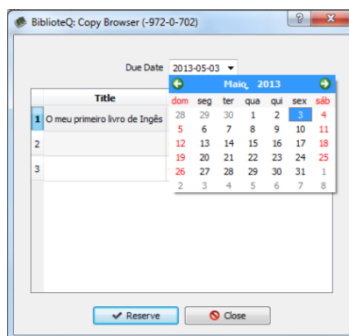 BiblioteQ: Copy Browser (-972-0-702)
Due Date 2013-05-03
Maio, 2013
dom seg ter qua qui sex sáb
28 29 30 1 2 3 4
5 6 7 8 9 10 11
12 13 14 15 16 17 18
19 20 21 22 23 24 25
26 27 28 29 30 31 1
2 3 4 5 6 7 8
Title
1 O meu primeiro livro de Ingês
2
3
Reserve Close